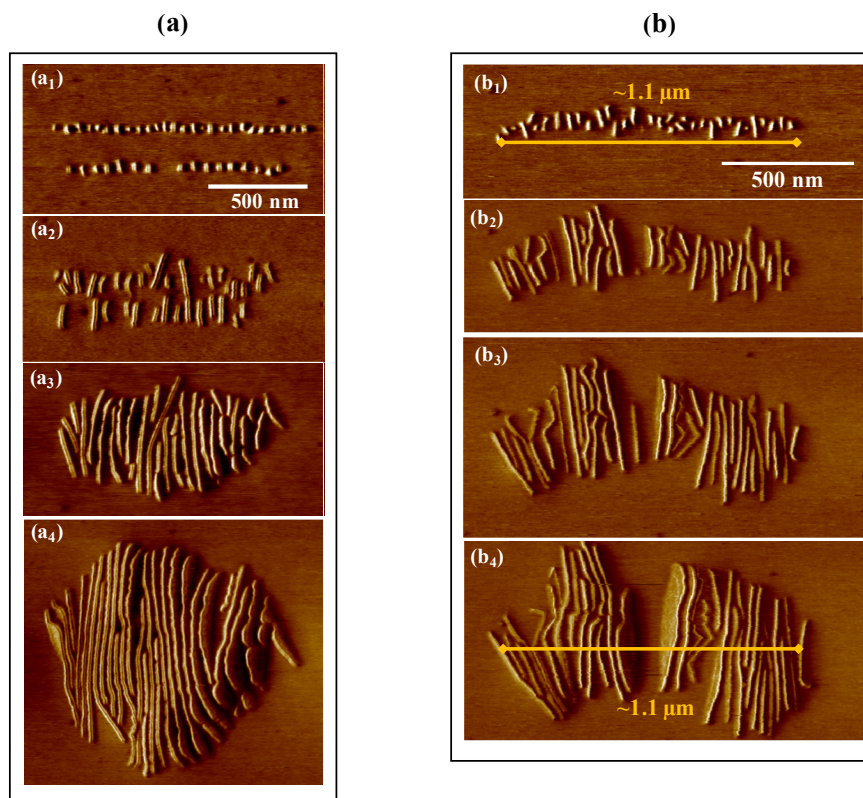 (a)
(a₁)
500 nm
(a₂)
(a₃)
(a₄)
(b)
(b₁)
~1.1 µm
500 nm
(b₂)
(b₃)
(b₄)
~1.1 µm